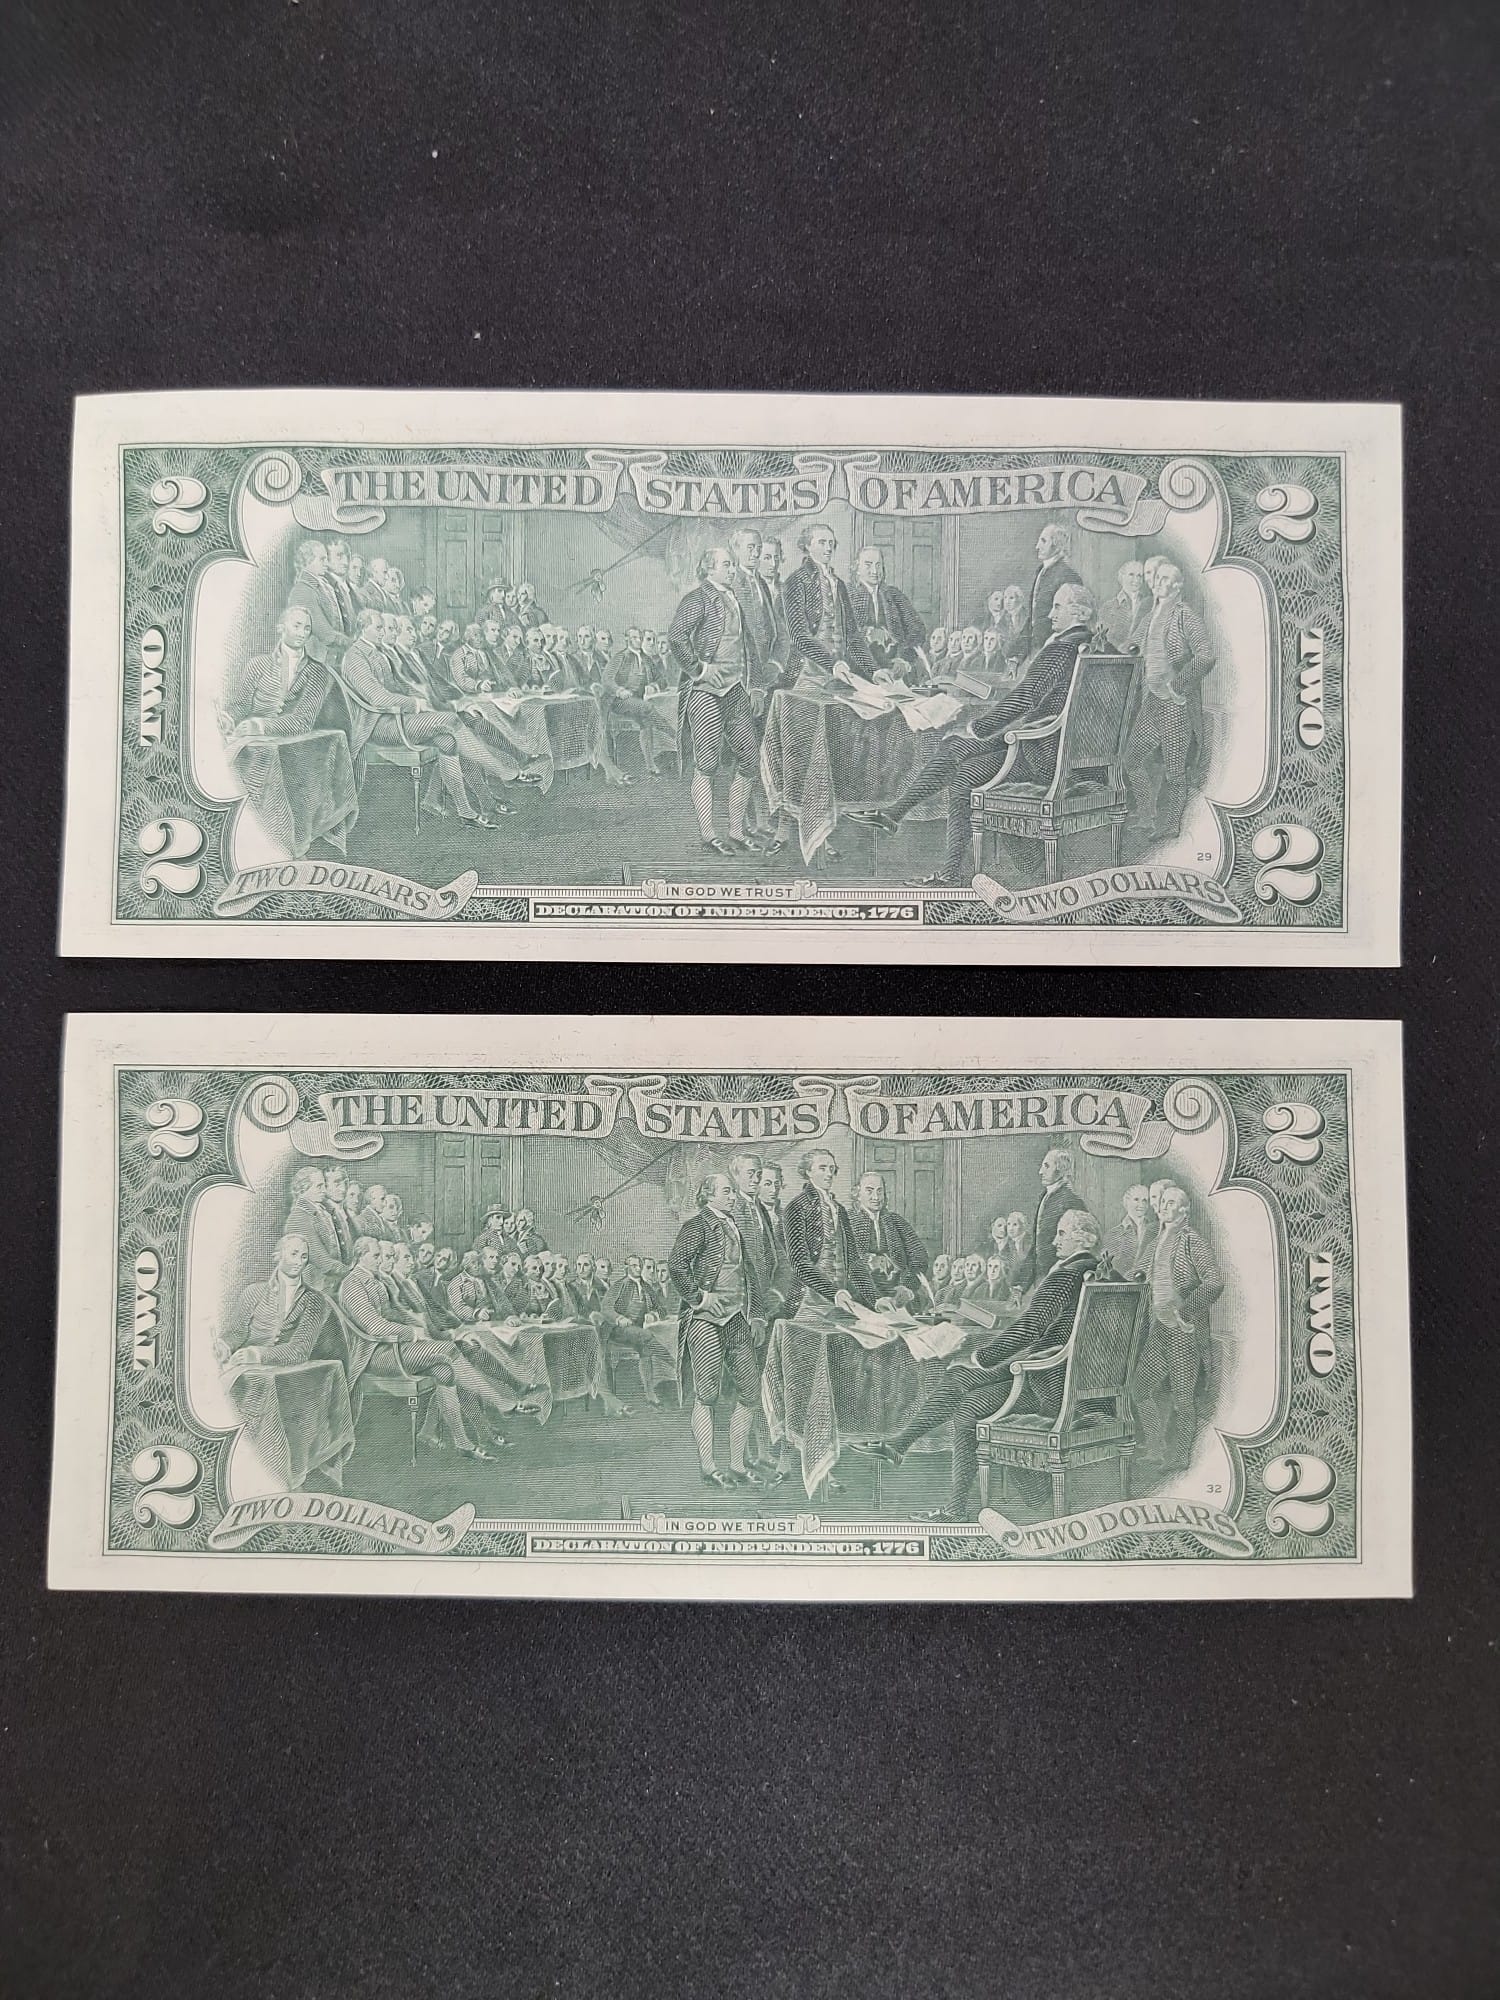 THE UNITED STATES OF AMERICA
2 2
TWO TWO
2 2
29
TWO DOLLARS IN GOD WE TRUST TWO DOLLARS
DECLARATION OF INDEPENDENCE, 1776
THE UNITED STATES OF AMERICA
2 2
TWO TWO
2 2
32
TWO DOLLARS IN GOD WE TRUST TWO DOLLARS
DECLARATION OF INDEPENDENCE, 1776